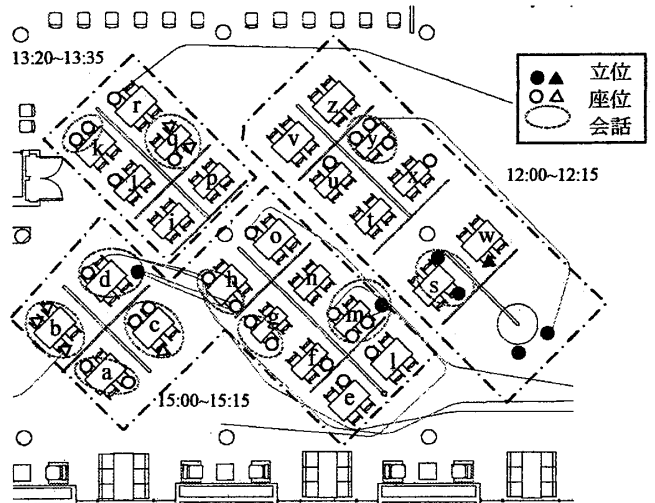 13:20~13:35
立位
座位
会話
12:00~12:15
r
z
k
q
v
y
j
p
u
x
i
t
o
w
d
h
n
s
b
c
g
m
a
f
l
e
15:00~15:15